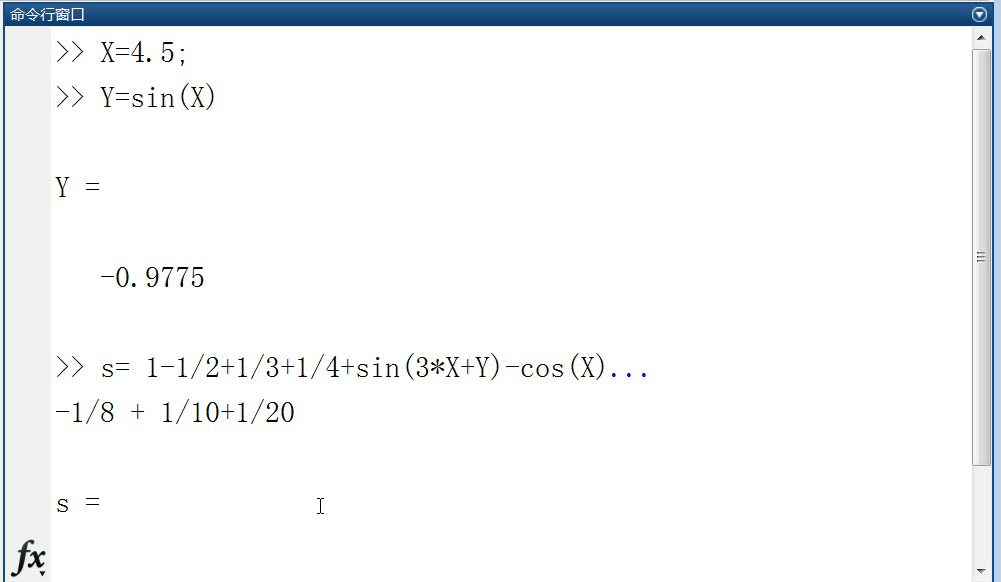 命令行窗口
>> X=4.5;
>> Y=sin(X)
Y =
-0.9775
>> s= 1-1/2+1/3+1/4+sin(3*X+Y)-cos(X)...
-1/8 + 1/10+1/20
s =
fx